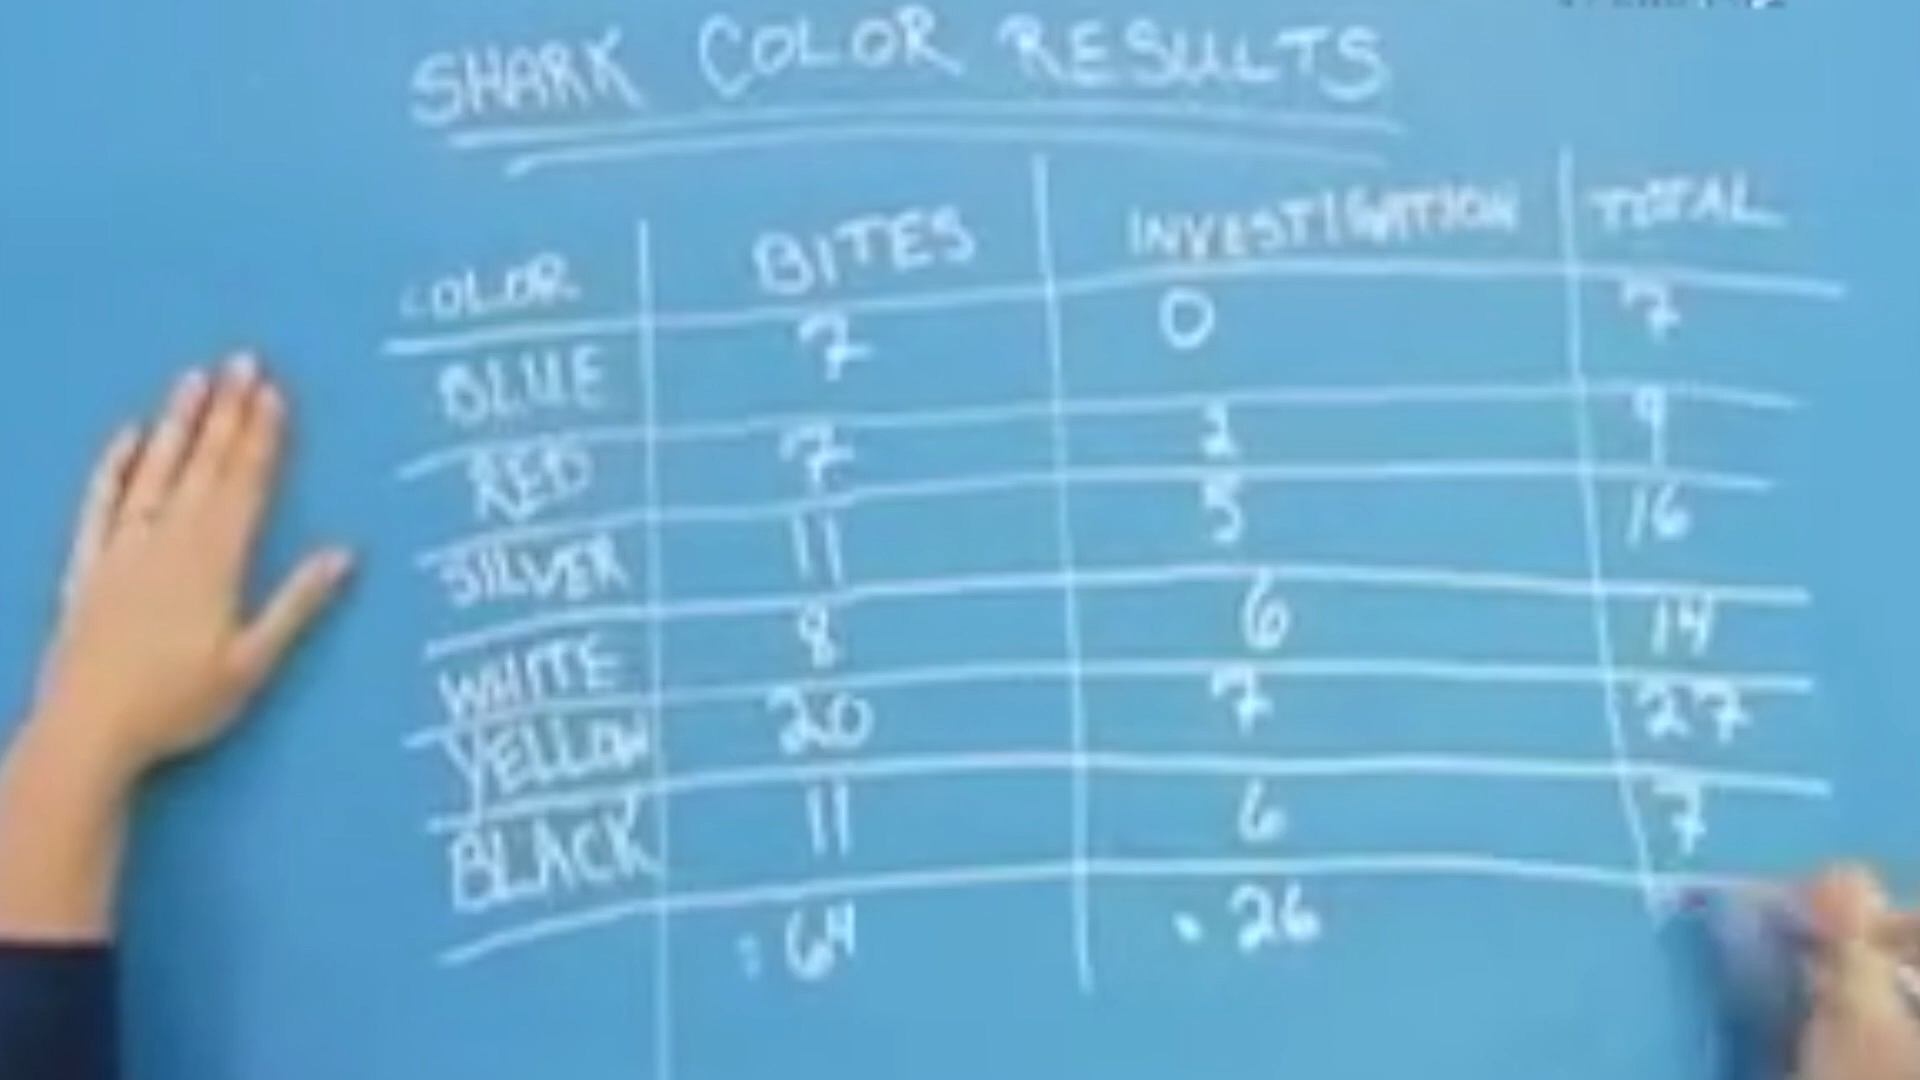 SHARK COLOR RESULTS
COLOR BITES INVESTIGATION TOTAL
BLUE 7 0 7
RED 7 2 9
SILVER 11 5 16
WHITE 8 6 14
YELLOW 20 7 27
BLACK 11 6 7
: 64 • 26